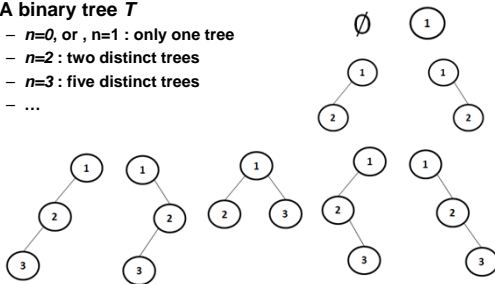 A binary tree T
– n=0, or , n=1 : only one tree
– n=2 : two distinct trees
– n=3 : five distinct trees
– ...
Ø 1
1 1
2 2
1 1 1 1 1
2 2 2 3 2 2
3 3 3 3